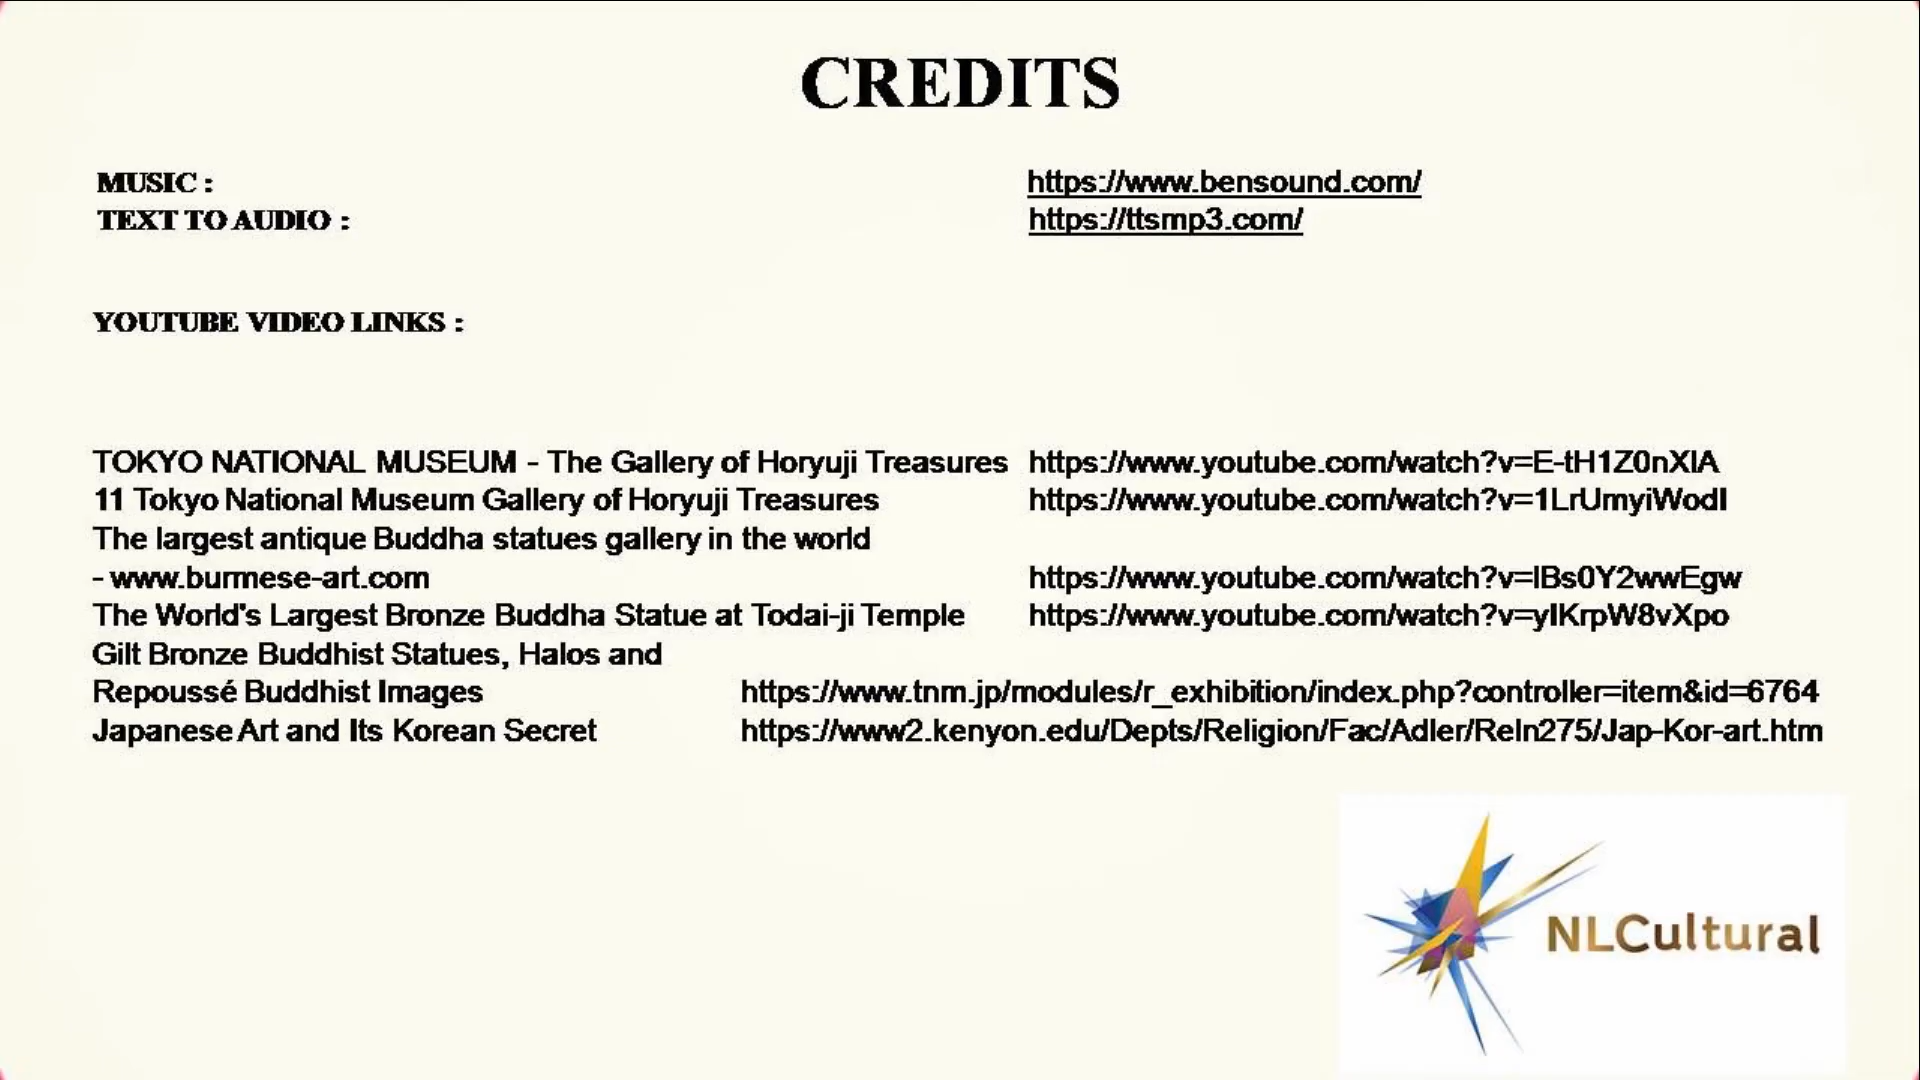 CREDITS
MUSIC : https://www.bensound.com/
TEXT TO AUDIO : https://ttsmp3.com/
YOUTUBE VIDEO LINKS :
TOKYO NATIONAL MUSEUM - The Gallery of Horyuji Treasures https://www.youtube.com/watch?v=E-tH1Z0nXlA
11 Tokyo National Museum Gallery of Horyuji Treasures https://www.youtube.com/watch?v=1LrUmyiWodI
The largest antique Buddha statues gallery in the world
- www.burmese-art.com https://www.youtube.com/watch?v=IBs0Y2wwEgw
The World's Largest Bronze Buddha Statue at Todai-ji Temple https://www.youtube.com/watch?v=yIKrpW8vXpo
Gilt Bronze Buddhist Statues, Halos and
Repoussé Buddhist Images https://www.tnm.jp/modules/r_exhibition/index.php?controller=item&id=6764
Japanese Art and Its Korean Secret https://www2.kenyon.edu/Depts/Religion/Fac/Adler/Reln275/Jap-Kor-art.htm
NLCultural